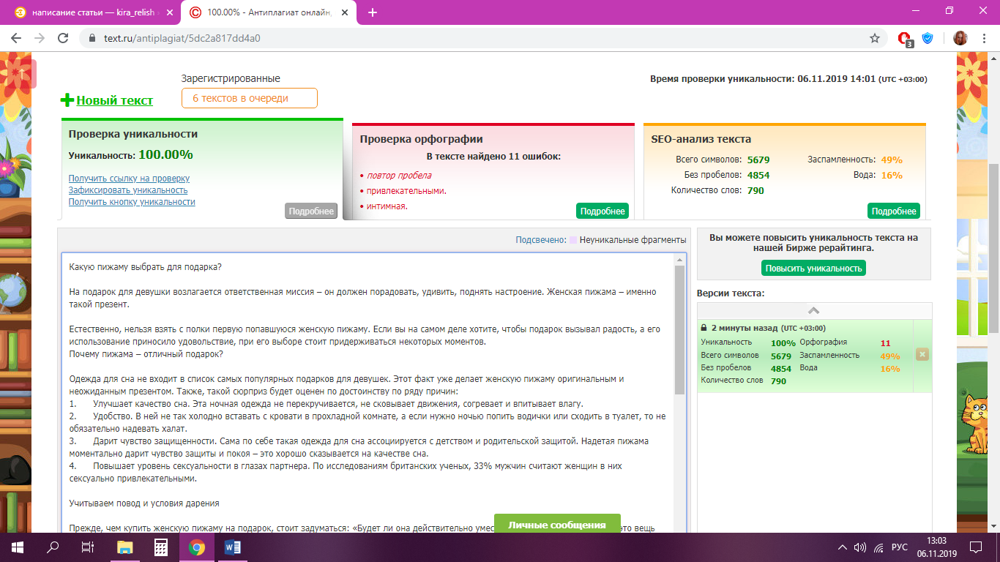 написание статьи — kira_relish
100.00% - Антиплагиат онлайн,
text.ru/antiplagiat/5dc2a817dd4a0
3
Зарегистрированные
Время проверки уникальности: 06.11.2019 14:01 (UTC +03:00)
Новый текст
6 текстов в очереди
Проверка уникальности
Уникальность: 100.00%
Получить ссылку на проверку
Зафиксировать уникальность
Получить кнопку уникальности
Подробнее
Проверка орфографии
В тексте найдено 11 ошибок:
• повтор пробела
• привлекательными.
• интимная.
Подробнее
SEO-анализ текста
Всего символов: 5679 Заспамленность: 49%
Без пробелов: 4854 Вода: 16%
Количество слов: 790
Подробнее
Подсвечено: Неуникальные фрагменты
Какую пижаму выбрать для подарка?
На подарок для девушки возлагается ответственная миссия – он должен порадовать, удивить, поднять настроение. Женская пижама – именно
такой презент.
Естественно, нельзя взять с полки первую попавшуюся женскую пижаму. Если вы на самом деле хотите, чтобы подарок вызывал радость, а его
использование приносило удовольствие, при его выборе стоит придерживаться некоторых моментов.
Почему пижама – отличный подарок?
Одежда для сна не входит в список самых популярных подарков для девушек. Этот факт уже делает женскую пижаму оригинальным и
неожиданным презентом. Также, такой сюрприз будет оценен по достоинству по ряду причин:
1. Улучшает качество сна. Эта ночная одежда не перекручивается, не сковывает движения, согревает и впитывает влагу.
2. Удобство. В ней не так холодно вставать с кровати в прохладной комнате, а если нужно ночью попить водички или сходить в туалет, то не
обязательно надевать халат.
3. Дарит чувство защищенности. Сама по себе такая одежда для сна ассоциируется с детством и родительской защитой. Надетая пижама
моментально дарит чувство защиты и покоя – это хорошо сказывается на качестве сна.
4. Повышает уровень сексуальности в глазах партнера. По исследованиям британских ученых, 33% мужчин считают женщин в них
сексуально привлекательными.
Учитываем повод и условия дарения
Прежде, чем купить женскую пижаму на подарок, стоит задуматься: «Будет ли она действительно умес это вещь
Личные сообщения
Вы можете повысить уникальность текста на
нашей Бирже рерайтинга.
Повысить уникальность
Версии текста:
2 минуты назад (UTC +03:00)
Уникальность 100% Орфография 11
Всего символов 5679 Заспамленность 49%
Без пробелов 4854 Вода 16%
Количество слов 790
РУС
13:03
06.11.2019